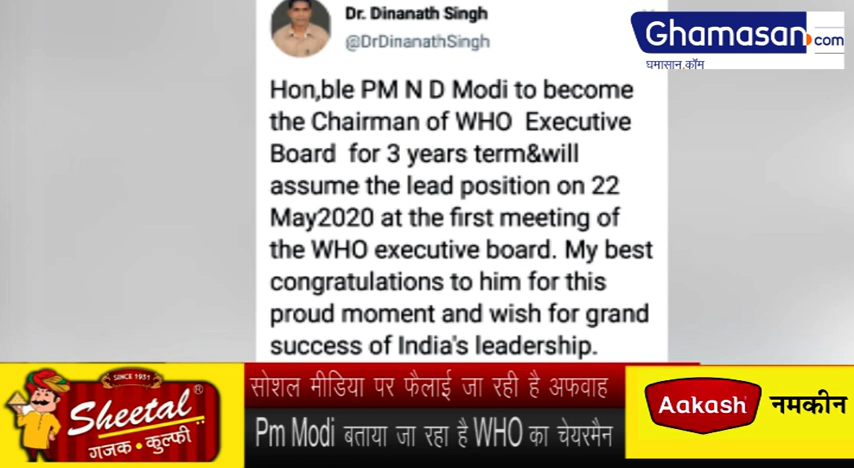 Dr. Dinanath Singh
@DrDinanathSingh
Ghamasan.com
घमासान.कॉम
Hon,ble PM N D Modi to become
the Chairman of WHO Executive
Board for 3 years term&will
assume the lead position on 22
May2020 at the first meeting of
the WHO executive board. My best
congratulations to him for this
proud moment and wish for grand
success of India's leadership.
SINCE 1951
Sheetal®
गजक • कुल्फी
सोशल मीडिया पर फैलाई जा रही है अफवाह
Pm Modi बताया जा रहा है WHO का चेयरमैन
Aakash
नमकीन